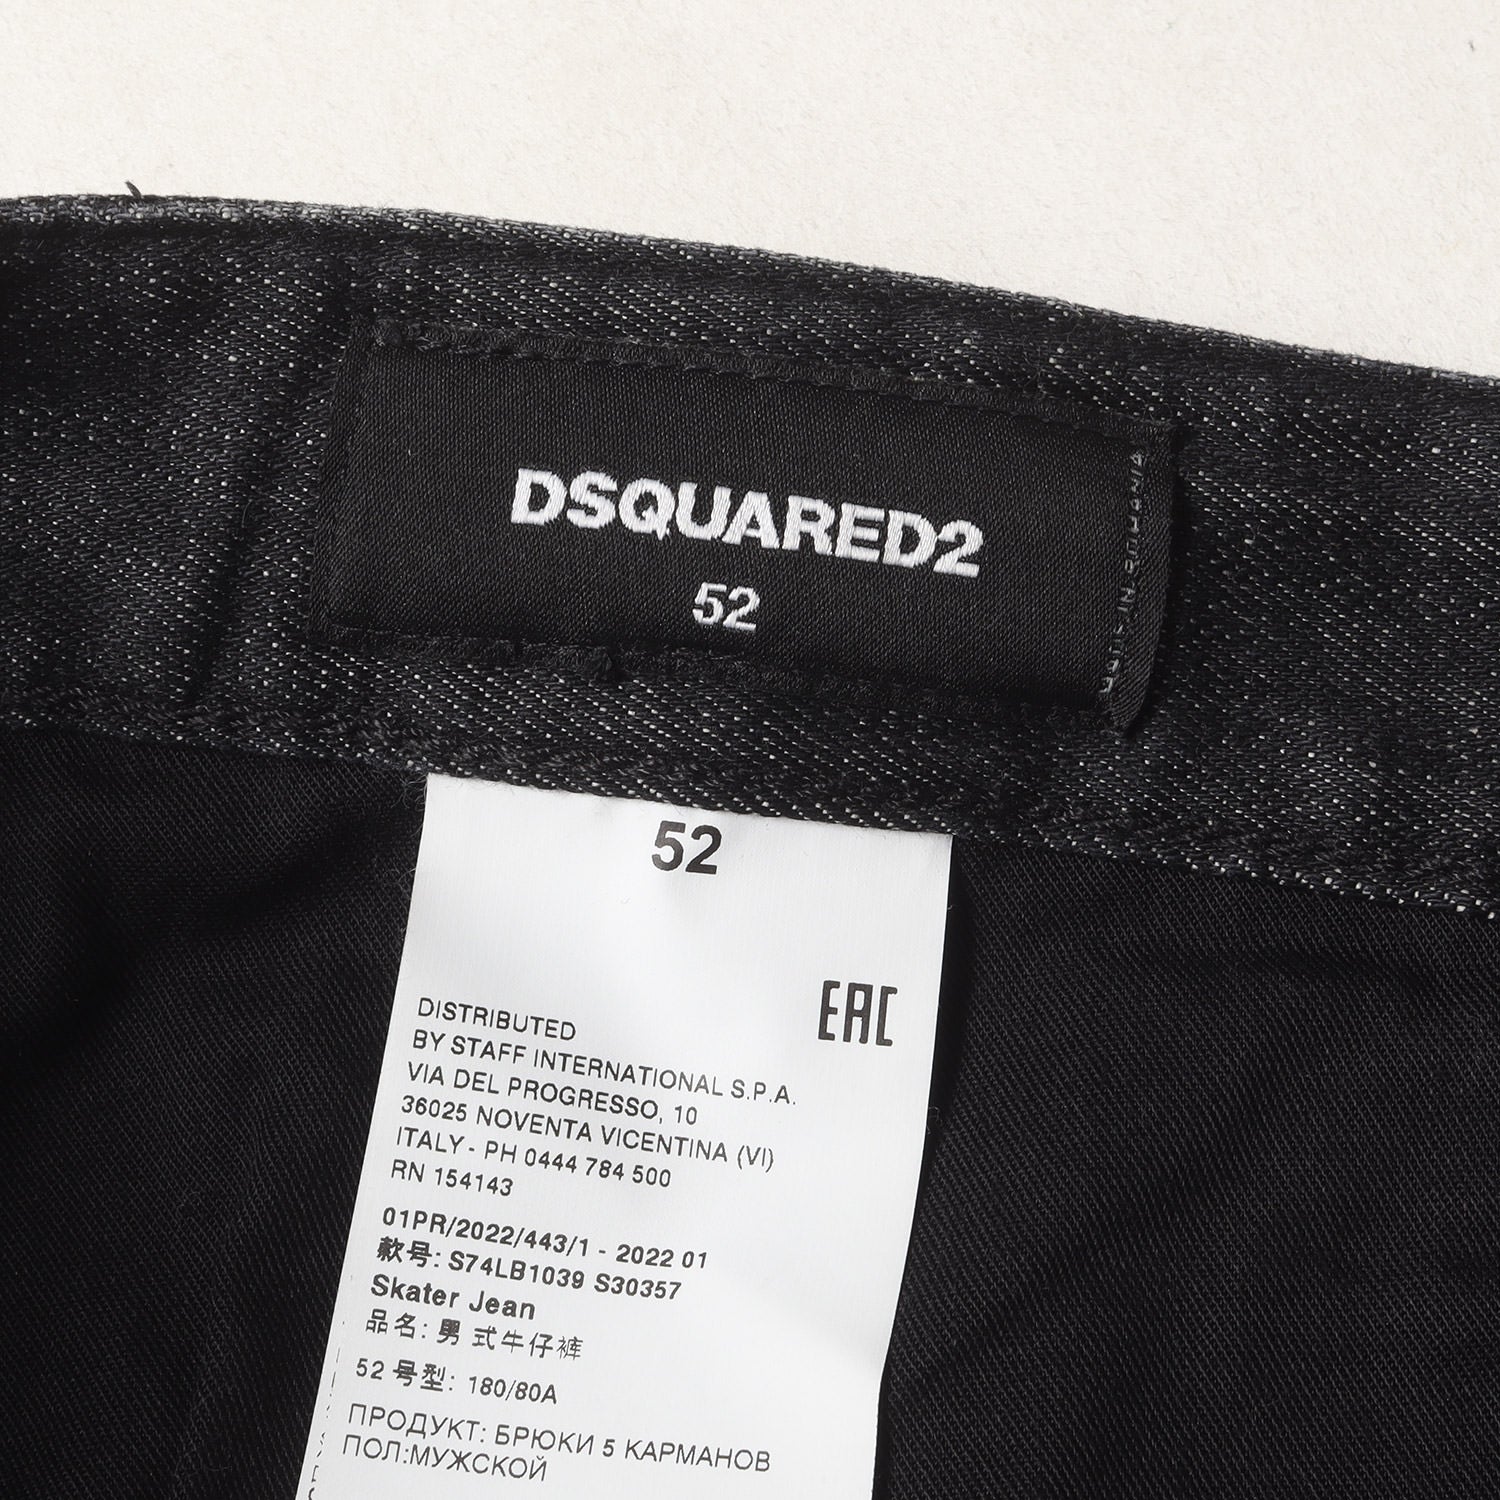 DSQUARED2
52
52
EAC
DISTRIBUTED
BY STAFF INTERNATIONAL S.P.A.
VIA DEL PROGRESSO, 10
36025 NOVENTA VICENTINA (VI)
ITALY - PH 0444 784 500
RN 154143
01PR/2022/443/1 - 2022 01
款号: S74LB1039 S30357
Skater Jean
品名: 男 式牛仔裤
52 号型: 180/80A
ПРОДУКТ: БРЮКИ 5 КАРМАНОВ
ПОЛ:МУЖСКОЙ